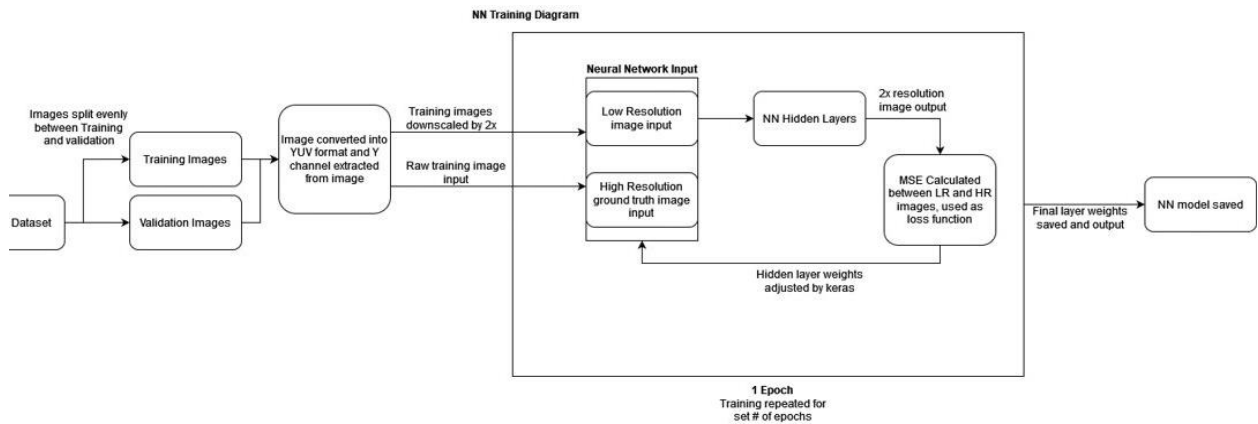 NN Training Diagram
Dataset
Images split evenly
between Training
and validation
Training Images
Validation Images
Image converted into
YUV format and Y
channel extracted
from image
Training images
downscaled by 2x
Raw training image
input
Neural Network Input
Low Resolution
image input
High Resolution
ground truth image
input
NN Hidden Layers
2x resolution
image output
MSE Calculated
between LR and HR
images, used as
loss function
Hidden layer weights
adjusted by keras
1 Epoch
Training repeated for
set # of epochs
Final layer weights
saved and output
NN model saved